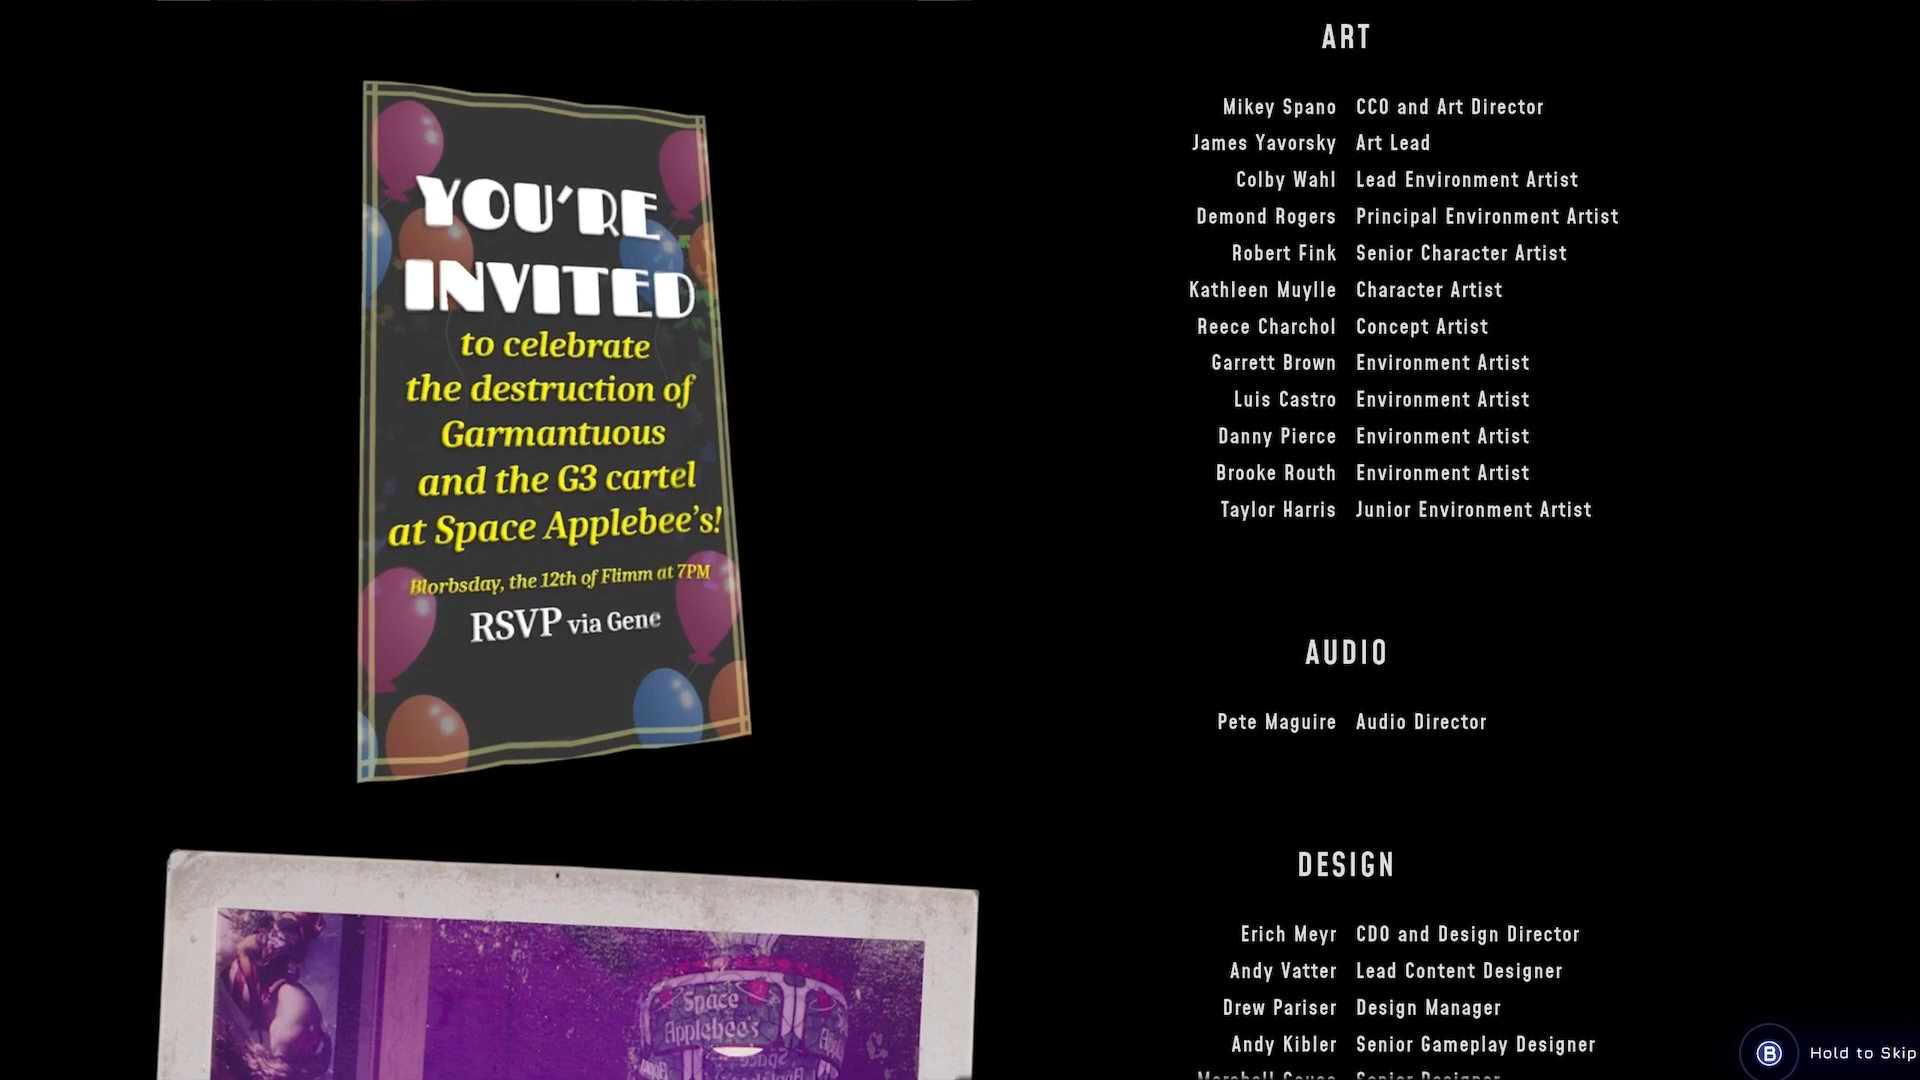 YOU'RE
INVITED
to celebrate
the destruction of
Garmantuous
and the G3 cartel
at Space Applebee's!
Blorbsday, the 12th of Flimm at 7PM
RSVP via Gene
Space
Applebee's
ART
Mikey Spano CCO and Art Director
James Yavorsky Art Lead
Colby Wahl Lead Environment Artist
Demond Rogers Principal Environment Artist
Robert Fink Senior Character Artist
Kathleen Muylle Character Artist
Reece Charchol Concept Artist
Garrett Brown Environment Artist
Luis Castro Environment Artist
Danny Pierce Environment Artist
Brooke Routh Environment Artist
Taylor Harris Junior Environment Artist
AUDIO
Pete Maguire Audio Director
DESIGN
Erich Meyr CDO and Design Director
Andy Vatter Lead Content Designer
Drew Pariser Design Manager
Andy Kibler Senior Gameplay Designer
Senior Designer
B Hold to Skip